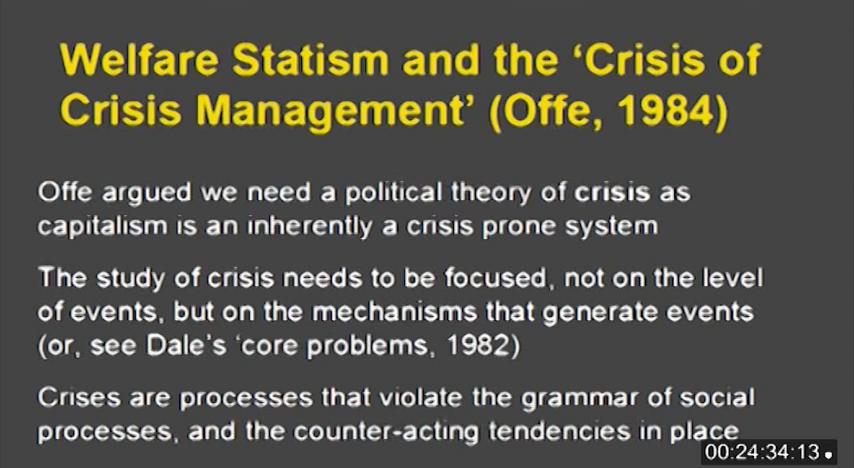 Welfare Statism and the ‘Crisis of
Crisis Management’ (Offe, 1984)
Offe argued we need a political theory of crisis as
capitalism is an inherently a crisis prone system
The study of crisis needs to be focused, not on the level
of events, but on the mechanisms that generate events
(or, see Dale’s ‘core problems, 1982)
Crises are processes that violate the grammar of social
processes, and the counter-acting tendencies in place
00:24:34:13